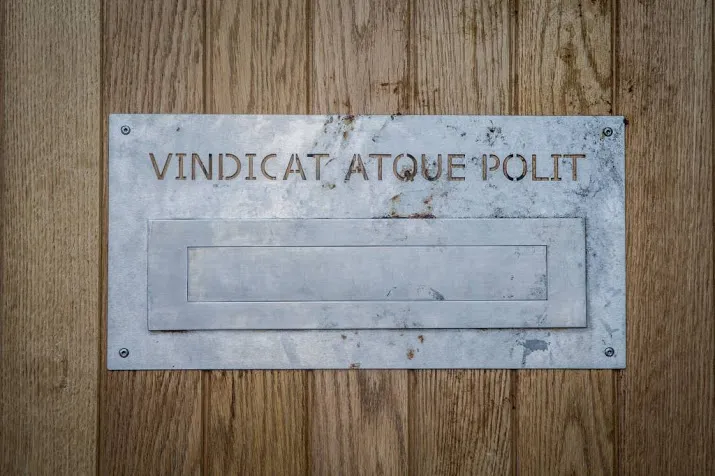 VINDICAT ATQUE POLIT